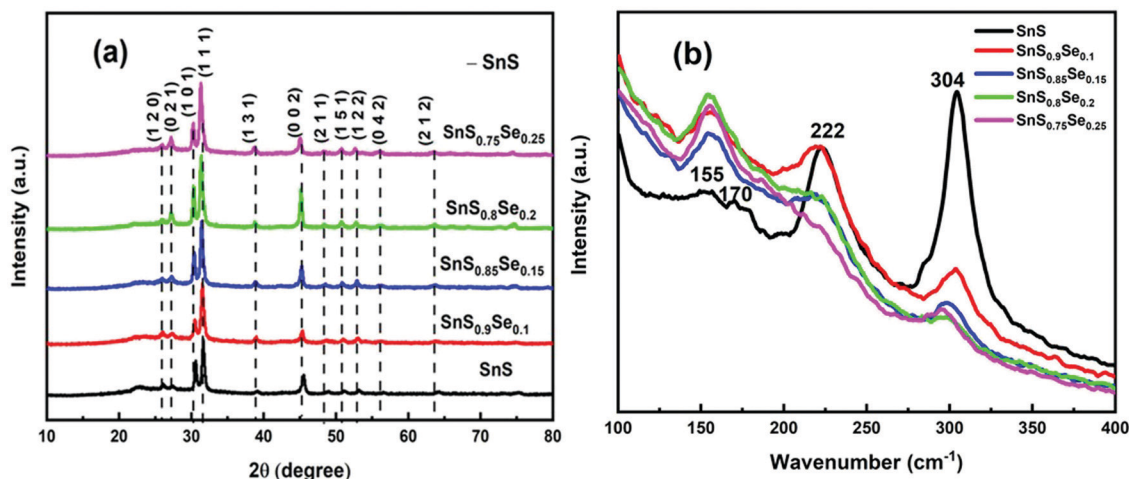 (a)
– SnS
(1 2 0)
(0 2 1)
(1 0 1)
(1 1 1)
(1 3 1)
(0 0 2)
(2 1 1)
(1 5 1)
(1 2 2)
(0 4 2)
(2 1 2)
SnS0.75Se0.25
SnS0.8Se0.2
SnS0.85Se0.15
SnS0.9Se0.1
SnS
Intensity (a.u.)
10 20 30 40 50 60 70 80
2θ (degree)
(b)
SnS
SnS0.9Se0.1
SnS0.85Se0.15
SnS0.8Se0.2
SnS0.75Se0.25
304
222
155
170
Intensity (a.u.)
100 150 200 250 300 350 400
Wavenumber (cm-1)